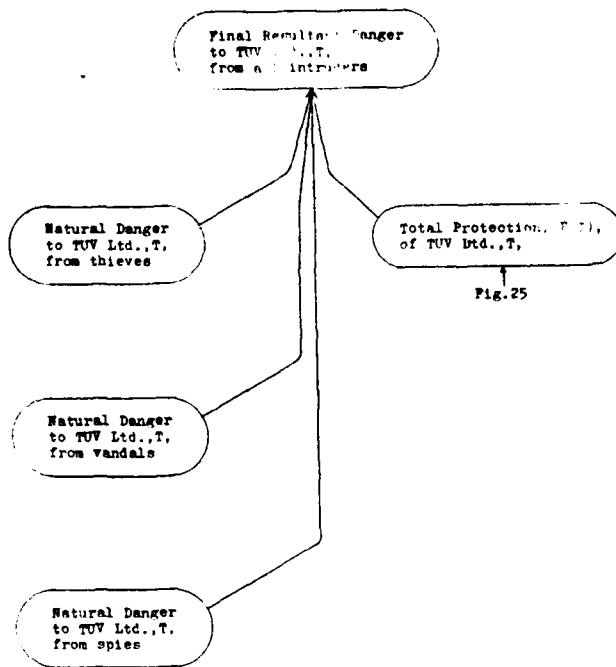 Final Resultant Danger
to TUV
from intruders
Natural Danger
to TUV Ltd.,T,
from thieves
Total Protection,
of TUV Ltd.,T,
Fig.25
Natural Danger
to TUV Ltd.,T,
from vandals
Natural Danger
to TUV Ltd.,T,
from spies